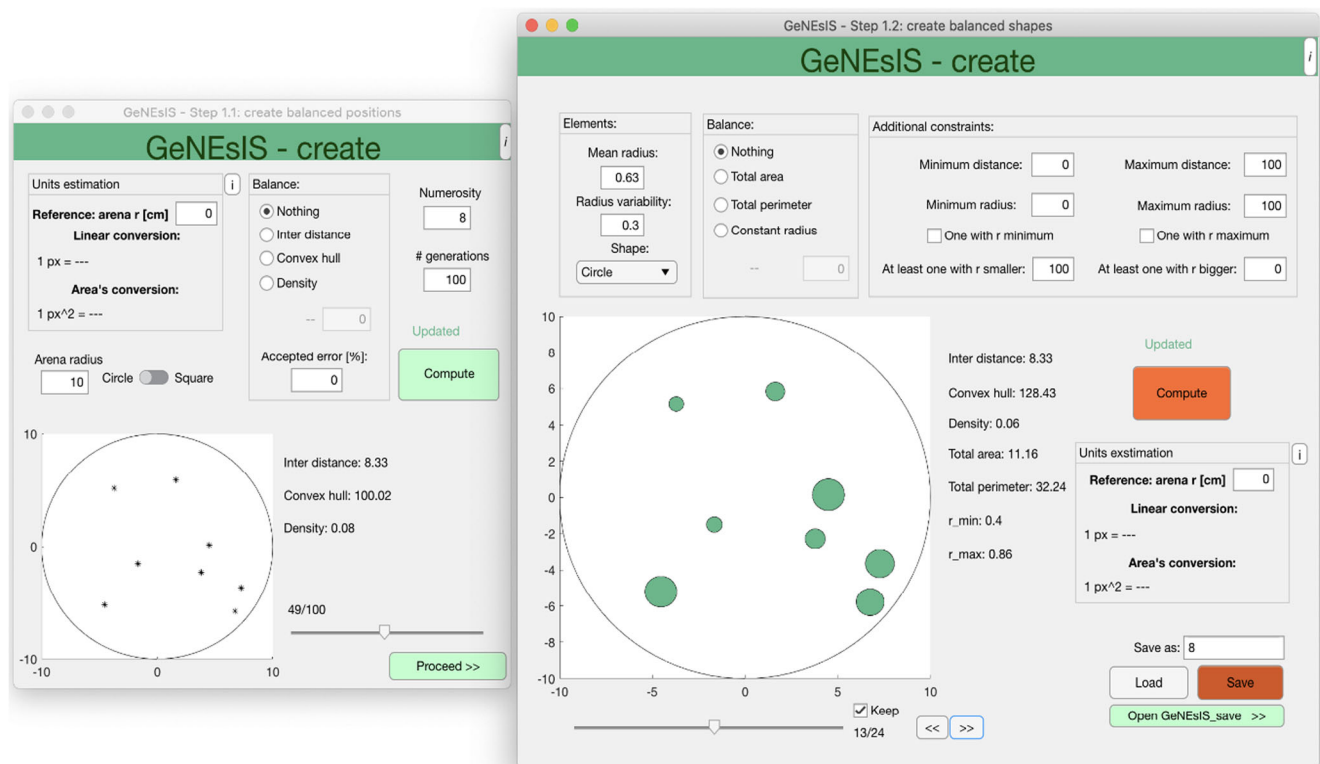 GeNEsIS - Step 1.1: create balanced positions
GeNEsIS - create
i
Units estimation
i
Reference: arena r [cm]
0
Linear conversion:
1 px = ---
Area's conversion:
1 px^2 = ---
Balance:
Nothing
Inter distance
Convex hull
Density
--
0
Accepted error [%]:
0
Numerosity
8
# generations
100
Updated
Compute
Arena radius
10
Circle
Square
10
0
-10
-10
0
10
Inter distance: 8.33
Convex hull: 100.02
Density: 0.08
49/100
Proceed >>
GeNEsIS - Step 1.2: create balanced shapes
GeNEsIS - create
i
Elements:
Mean radius:
0.63
Radius variability:
0.3
Shape:
Circle
Balance:
Nothing
Total area
Total perimeter
Constant radius
--
0
Additional constraints:
Minimum distance:
0
Maximum distance:
100
Minimum radius:
0
Maximum radius:
100
One with r minimum
One with r maximum
At least one with r smaller:
100
At least one with r bigger:
0
10
8
6
4
2
0
-2
-4
-6
-8
-10
-10
-5
0
5
10
Inter distance: 8.33
Convex hull: 128.43
Density: 0.06
Total area: 11.16
Total perimeter: 32.24
r_min: 0.4
r_max: 0.86
Updated
Compute
Units exstimation
i
Reference: arena r [cm]
0
Linear conversion:
1 px = ---
Area's conversion:
1 px^2 = ---
Save as:
8
Load
Save
Open GeNEsIS_save >>
Keep
13/24
<<
>>